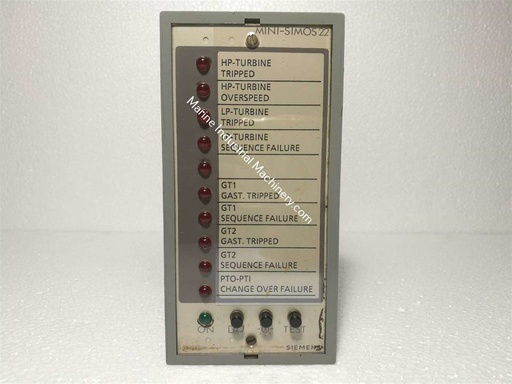 MINI-SIMOS 22
HP-TURBINE
TRIPPED
HP-TURBINE
OVERSPEED
LP-TURBINE
TRIPPED
TURBINE
SEQUENCE FAILURE
GT1
GAST. TRIPPED
GT1
SEQUENCE FAILURE
GT2
GAST. TRIPPED
GT2
SEQUENCE FAILURE
PTO-PTI
CHANGE OVER FAILURE
ON TEST
SIEMENS
Marine Industrial Machinery.com